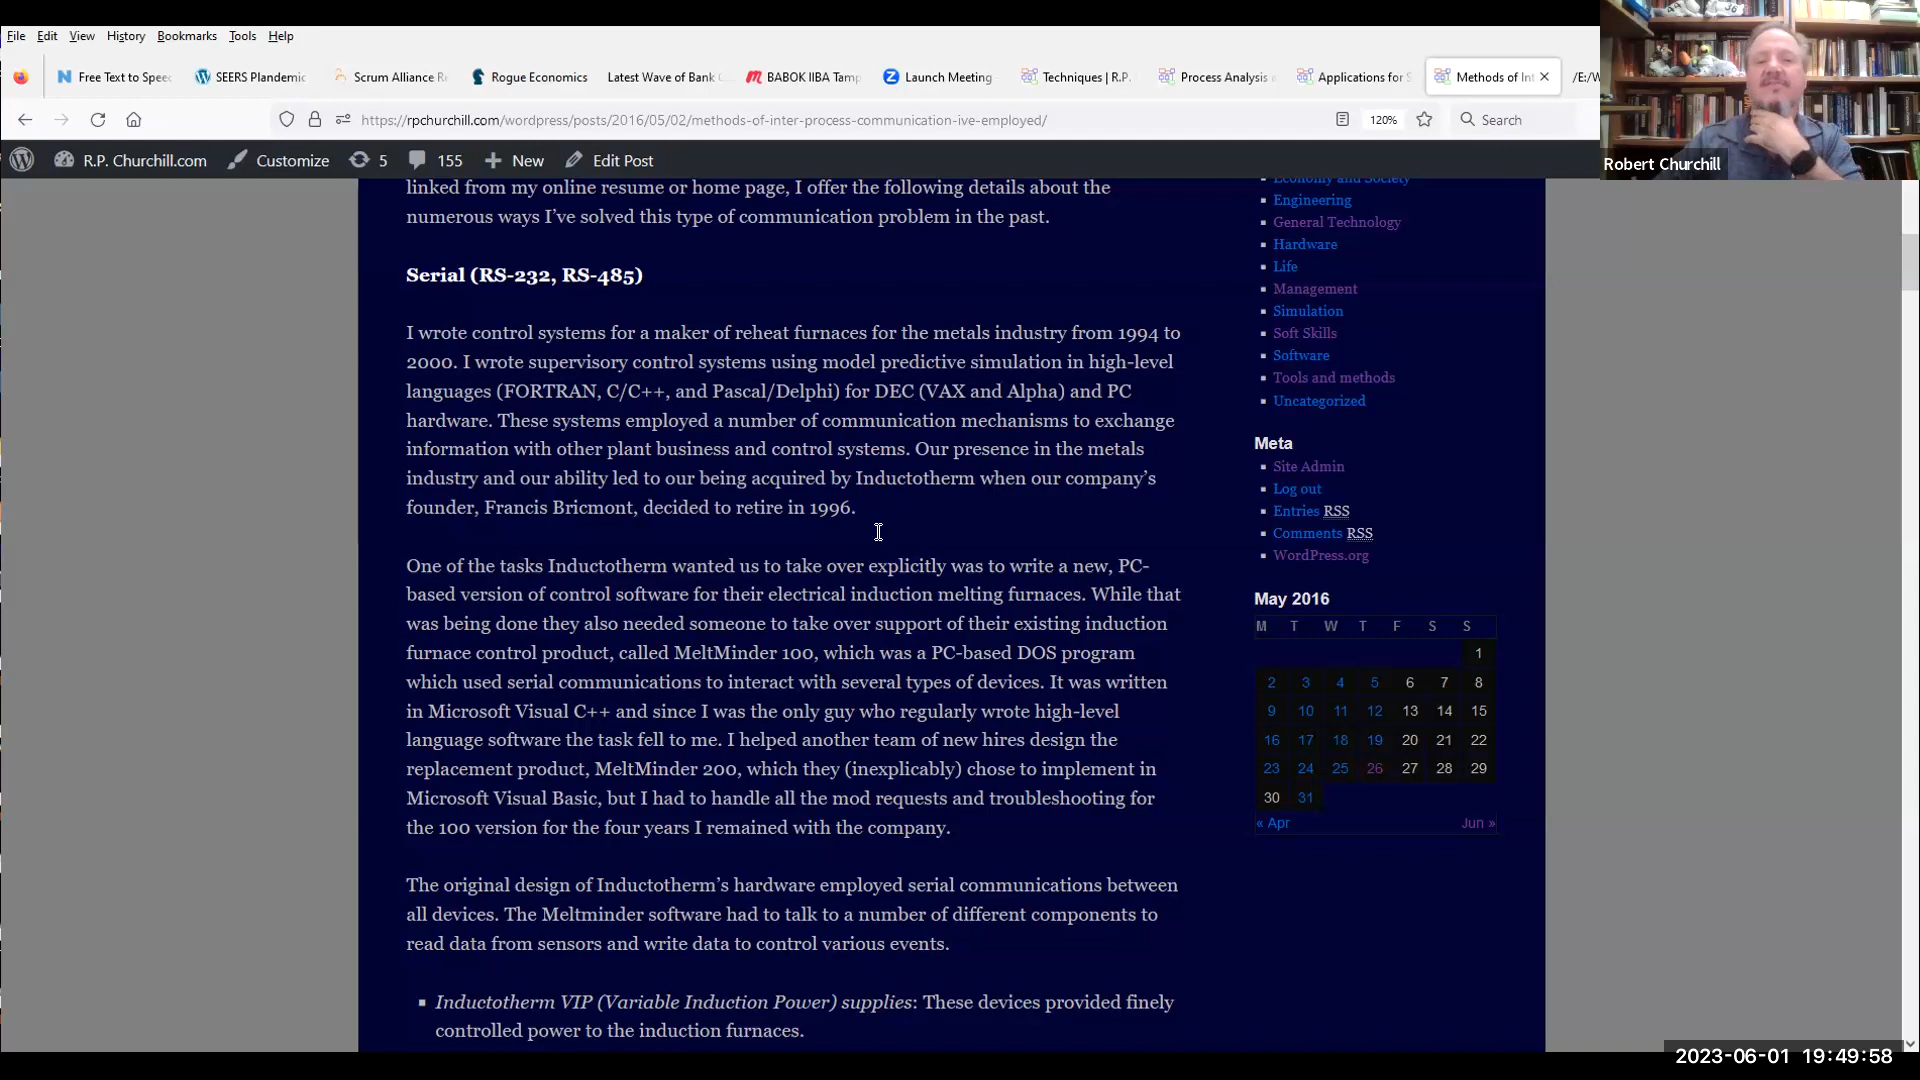 File Edit View History Bookmarks Tools Help
Free Text to Speec
SEERS Plandemic
Scrum Alliance R
Rogue Economics
Latest Wave of Bank
BABOK IIBA Tamp
Launch Meeting
Techniques | R.P.
Process Analysis
Applications for S
Methods of Int
/E:/W
https://rpchurchill.com/wordpress/posts/2016/05/02/methods-of-inter-process-communication-ive-employed/
120%
Search
R.P. Churchill.com
Customize
5
155
New
Edit Post
Robert Churchill
linked from my online resume or home page, I offer the following details about the
numerous ways I've solved this type of communication problem in the past.
Serial (RS-232, RS-485)
I wrote control systems for a maker of reheat furnaces for the metals industry from 1994 to
2000. I wrote supervisory control systems using model predictive simulation in high-level
languages (FORTRAN, C/C++, and Pascal/Delphi) for DEC (VAX and Alpha) and PC
hardware. These systems employed a number of communication mechanisms to exchange
information with other plant business and control systems. Our presence in the metals
industry and our ability led to our being acquired by Inductotherm when our company's
founder, Francis Bricmont, decided to retire in 1996.
One of the tasks Inductotherm wanted us to take over explicitly was to write a new, PC-
based version of control software for their electrical induction melting furnaces. While that
was being done they also needed someone to take over support of their existing induction
furnace control product, called MeltMinder 100, which was a PC-based DOS program
which used serial communications to interact with several types of devices. It was written
in Microsoft Visual C++ and since I was the only guy who regularly wrote high-level
language software the task fell to me. I helped another team of new hires design the
replacement product, MeltMinder 200, which they (inexplicably) chose to implement in
Microsoft Visual Basic, but I had to handle all the mod requests and troubleshooting for
the 100 version for the four years I remained with the company.
The original design of Inductotherm's hardware employed serial communications between
all devices. The Meltminder software had to talk to a number of different components to
read data from sensors and write data to control various events.
Inductotherm VIP (Variable Induction Power) supplies: These devices provided finely
controlled power to the induction furnaces.
Economy and Society
Engineering
General Technology
Hardware
Life
Management
Simulation
Soft Skills
Software
Tools and methods
Uncategorized
Meta
Site Admin
Log out
Entries RSS
Comments RSS
WordPress.org
May 2016
M T W T F S S
1
2 3 4 5 6 7 8
9 10 11 12 13 14 15
16 17 18 19 20 21 22
23 24 25 26 27 28 29
30 31
« Apr Jun »
2023-06-01 19:49:58